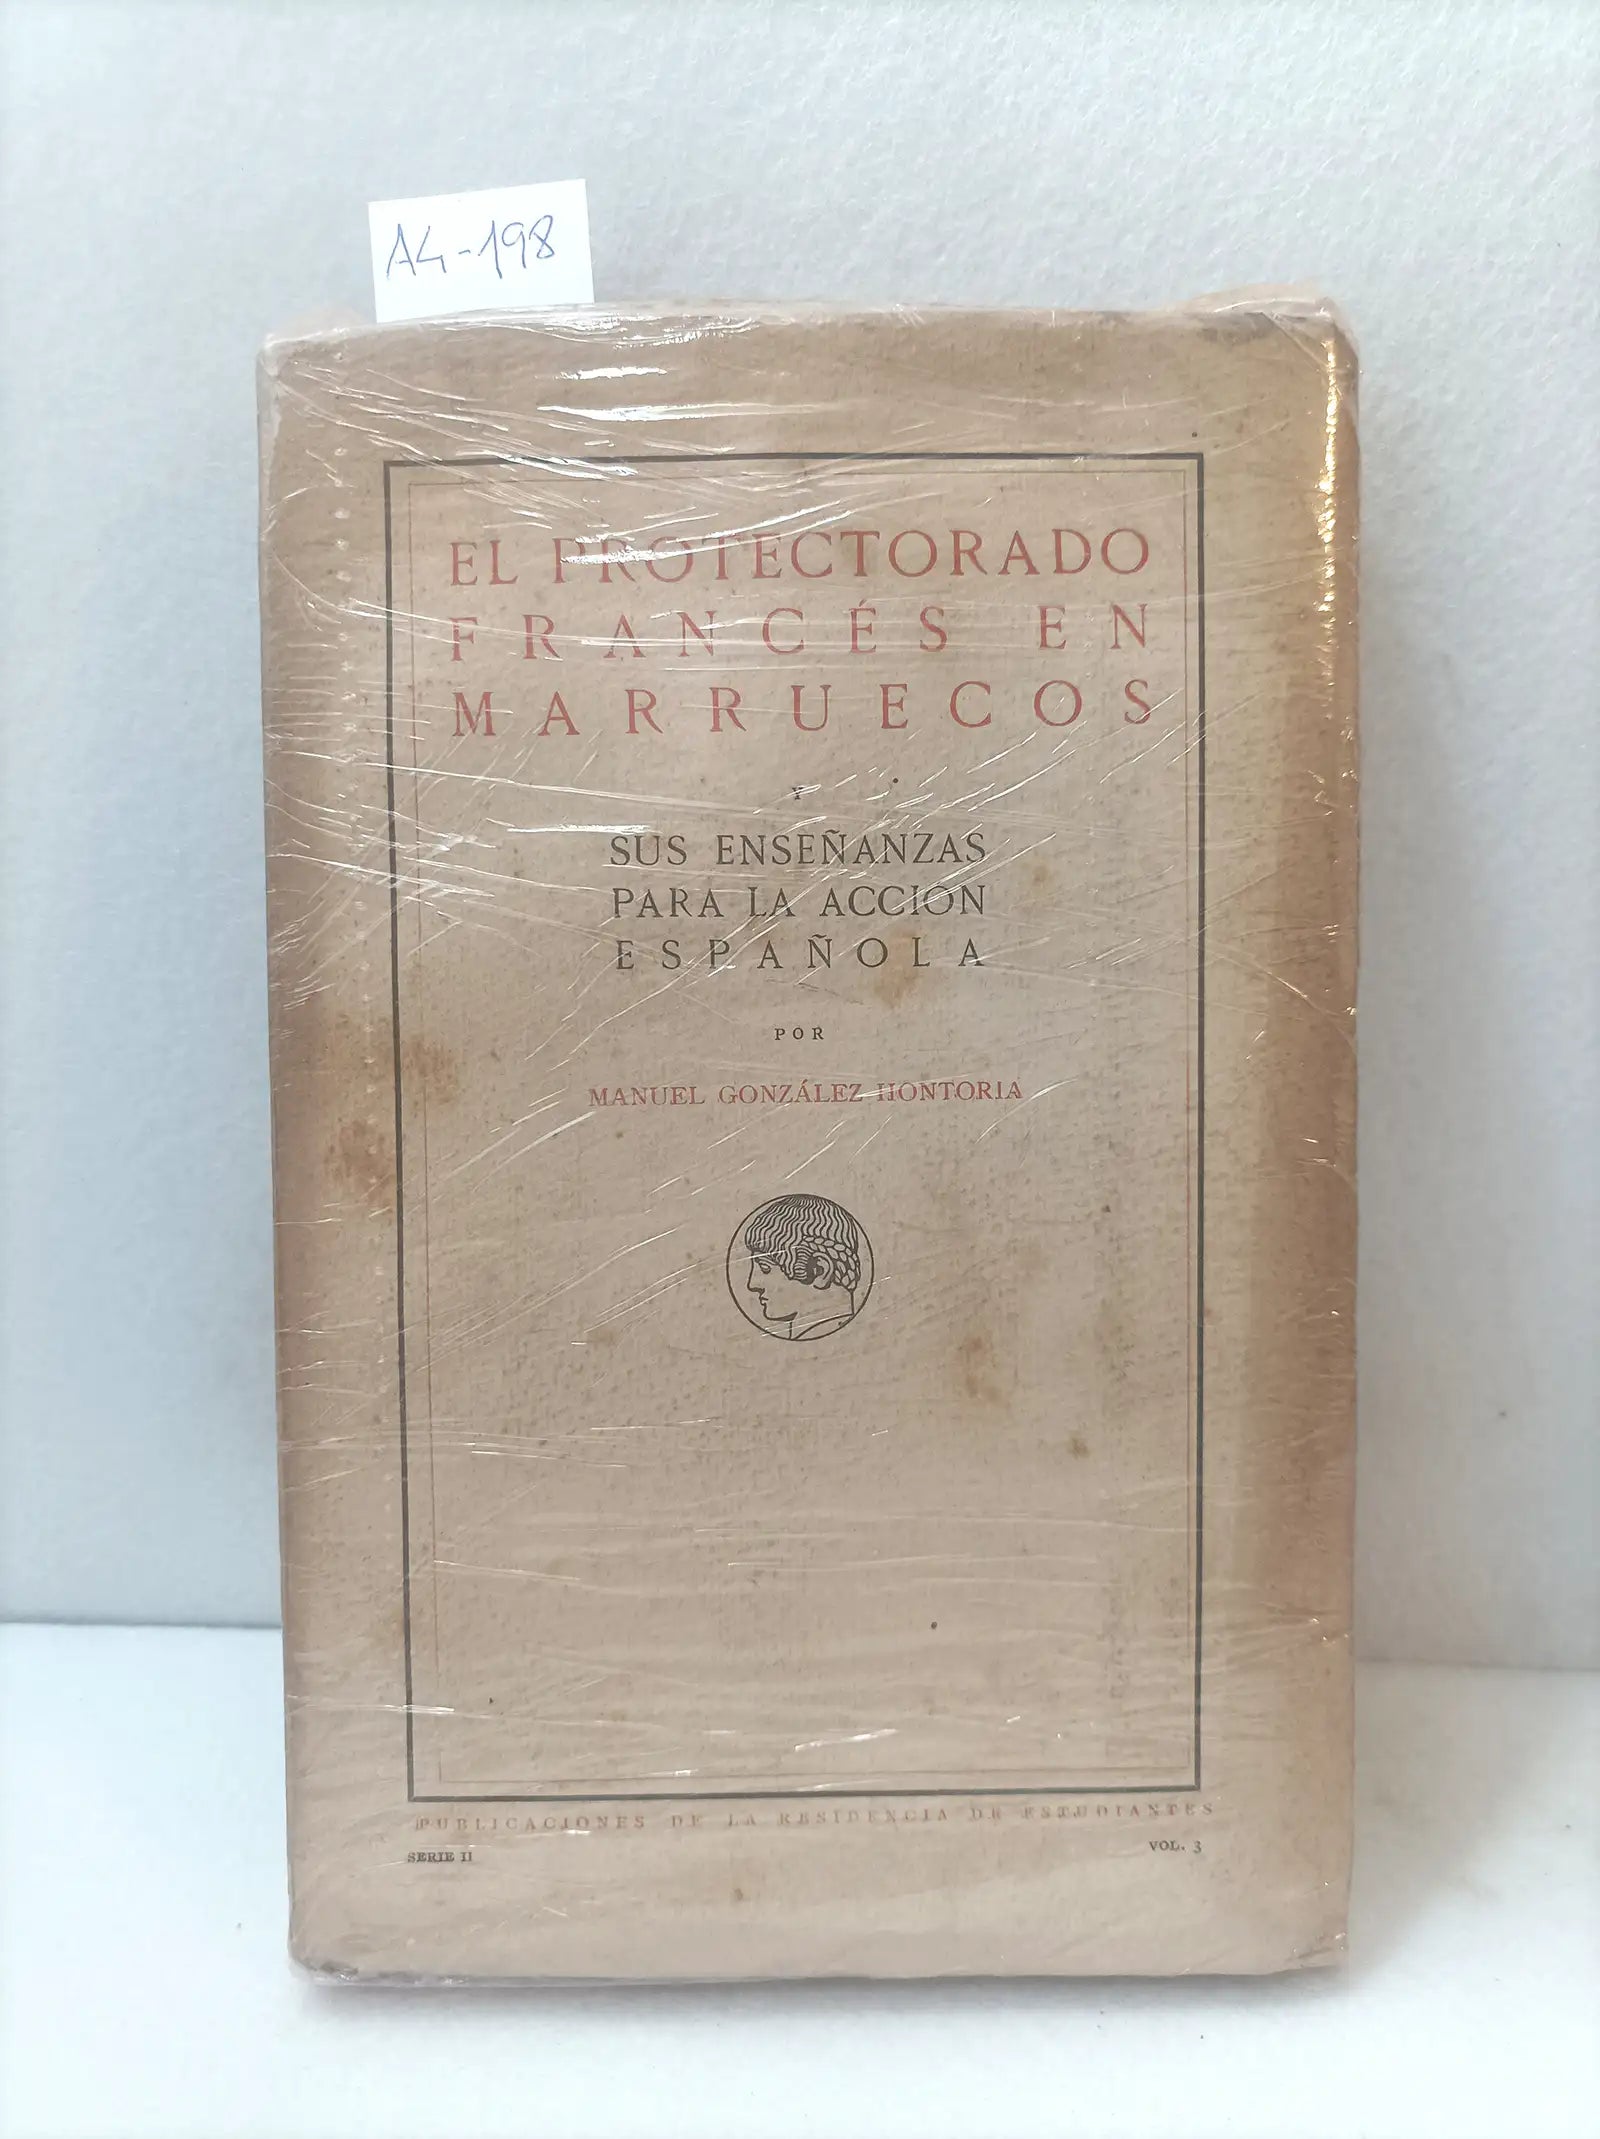 A4-198
EL PROTECTORADO
FRANCÉS EN
MARRUECOS
Y
SUS ENSEÑANZAS
PARA LA ACCIÓN
ESPAÑOLA
POR
MANUEL GONZÁLEZ HONTORIA
PUBLICACIONES DE LA RESIDENCIA DE ESTUDIANTES
SERIE II
VOL. 3